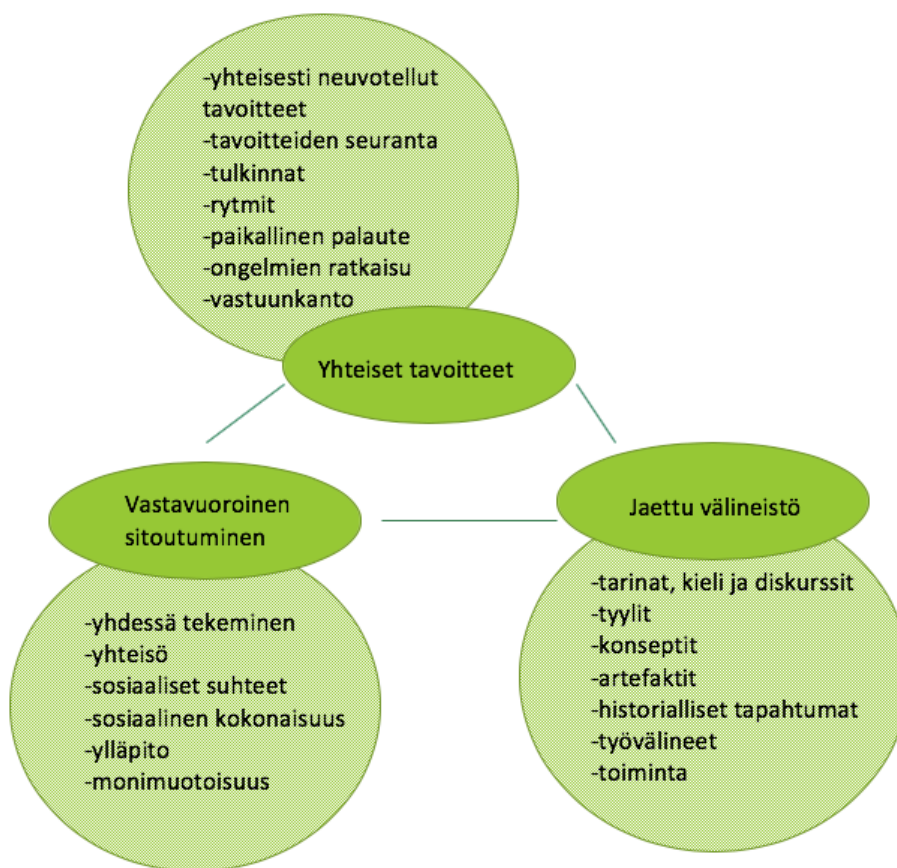 -yhteisesti neuvotellut
tavoitteet
-tavoitteiden seuranta
-tulkinnat
-rytmit
-paikallinen palaute
-ongelmien ratkaisu
-vastuunkanto
Yhteiset tavoitteet
Vastavuoroinen
sitoutuminen
-yhdessä tekeminen
-yhteisö
-sosiaaliset suhteet
-sosiaalinen kokonaisuus
-ylläpito
-monimuotoisuus
Jaettu välineistö
-tarinat, kieli ja diskurssit
-tyylit
-konseptit
-artefaktit
-historialliset tapahtumat
-työvälineet
-toiminta